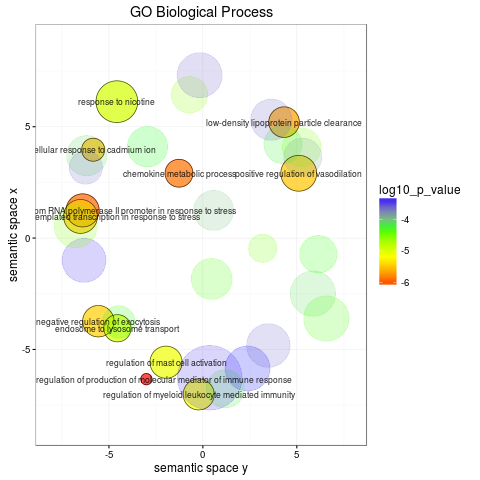 GO Biological Process
response to nicotine
low-density lipoprotein particle clearance
ellular response to cadmium ion
chemokine metabolic process
positive regulation of vasodilation
om RNA polymerase II promoter in response to stress
emplated transcription in response to stress
negative regulation of exocytosis
endosome to lysosome transport
regulation of mast cell activation
regulation of production of molecular mediator of immune response
regulation of myeloid leukocyte mediated immunity
5
0
-5
semantic space x
-5
0
5
semantic space y
log10_p_value
-4
-5
-6